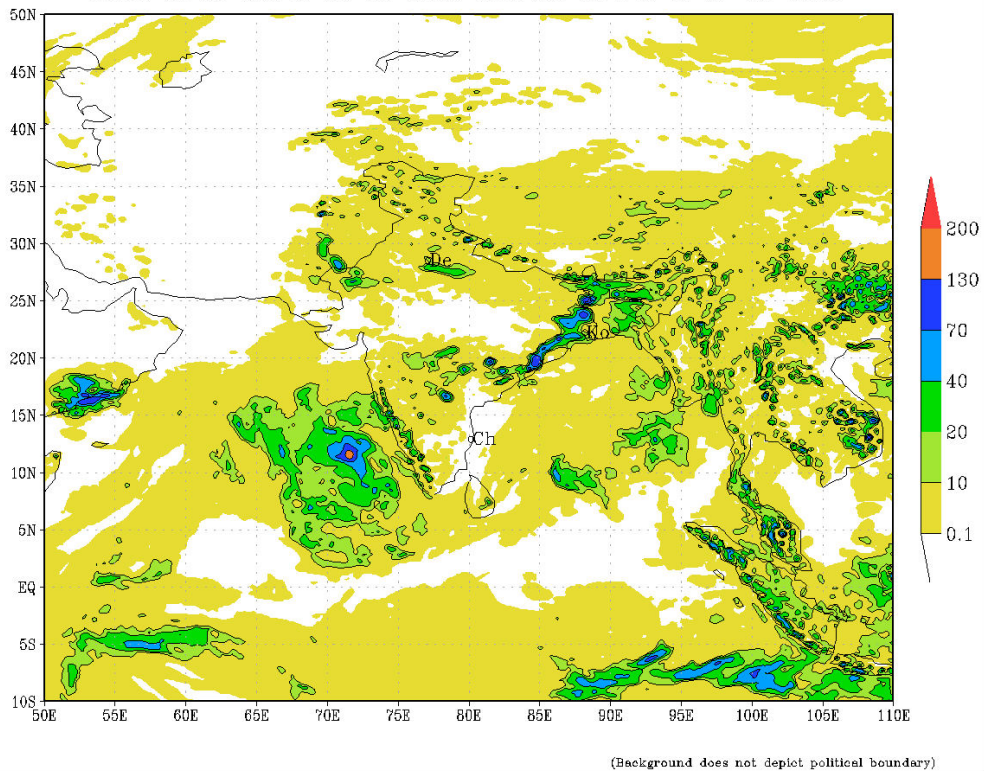 50N
45N
40N
35N
30N
25N
20N
15N
10N
5N
EQ
5S
10S
50E 55E 60E 65E 70E 75E 80E 85E 90E 95E 100E 105E 110E
De
Ko
Ch
200
130
70
40
20
10
0.1
(Background does not depict political boundary)